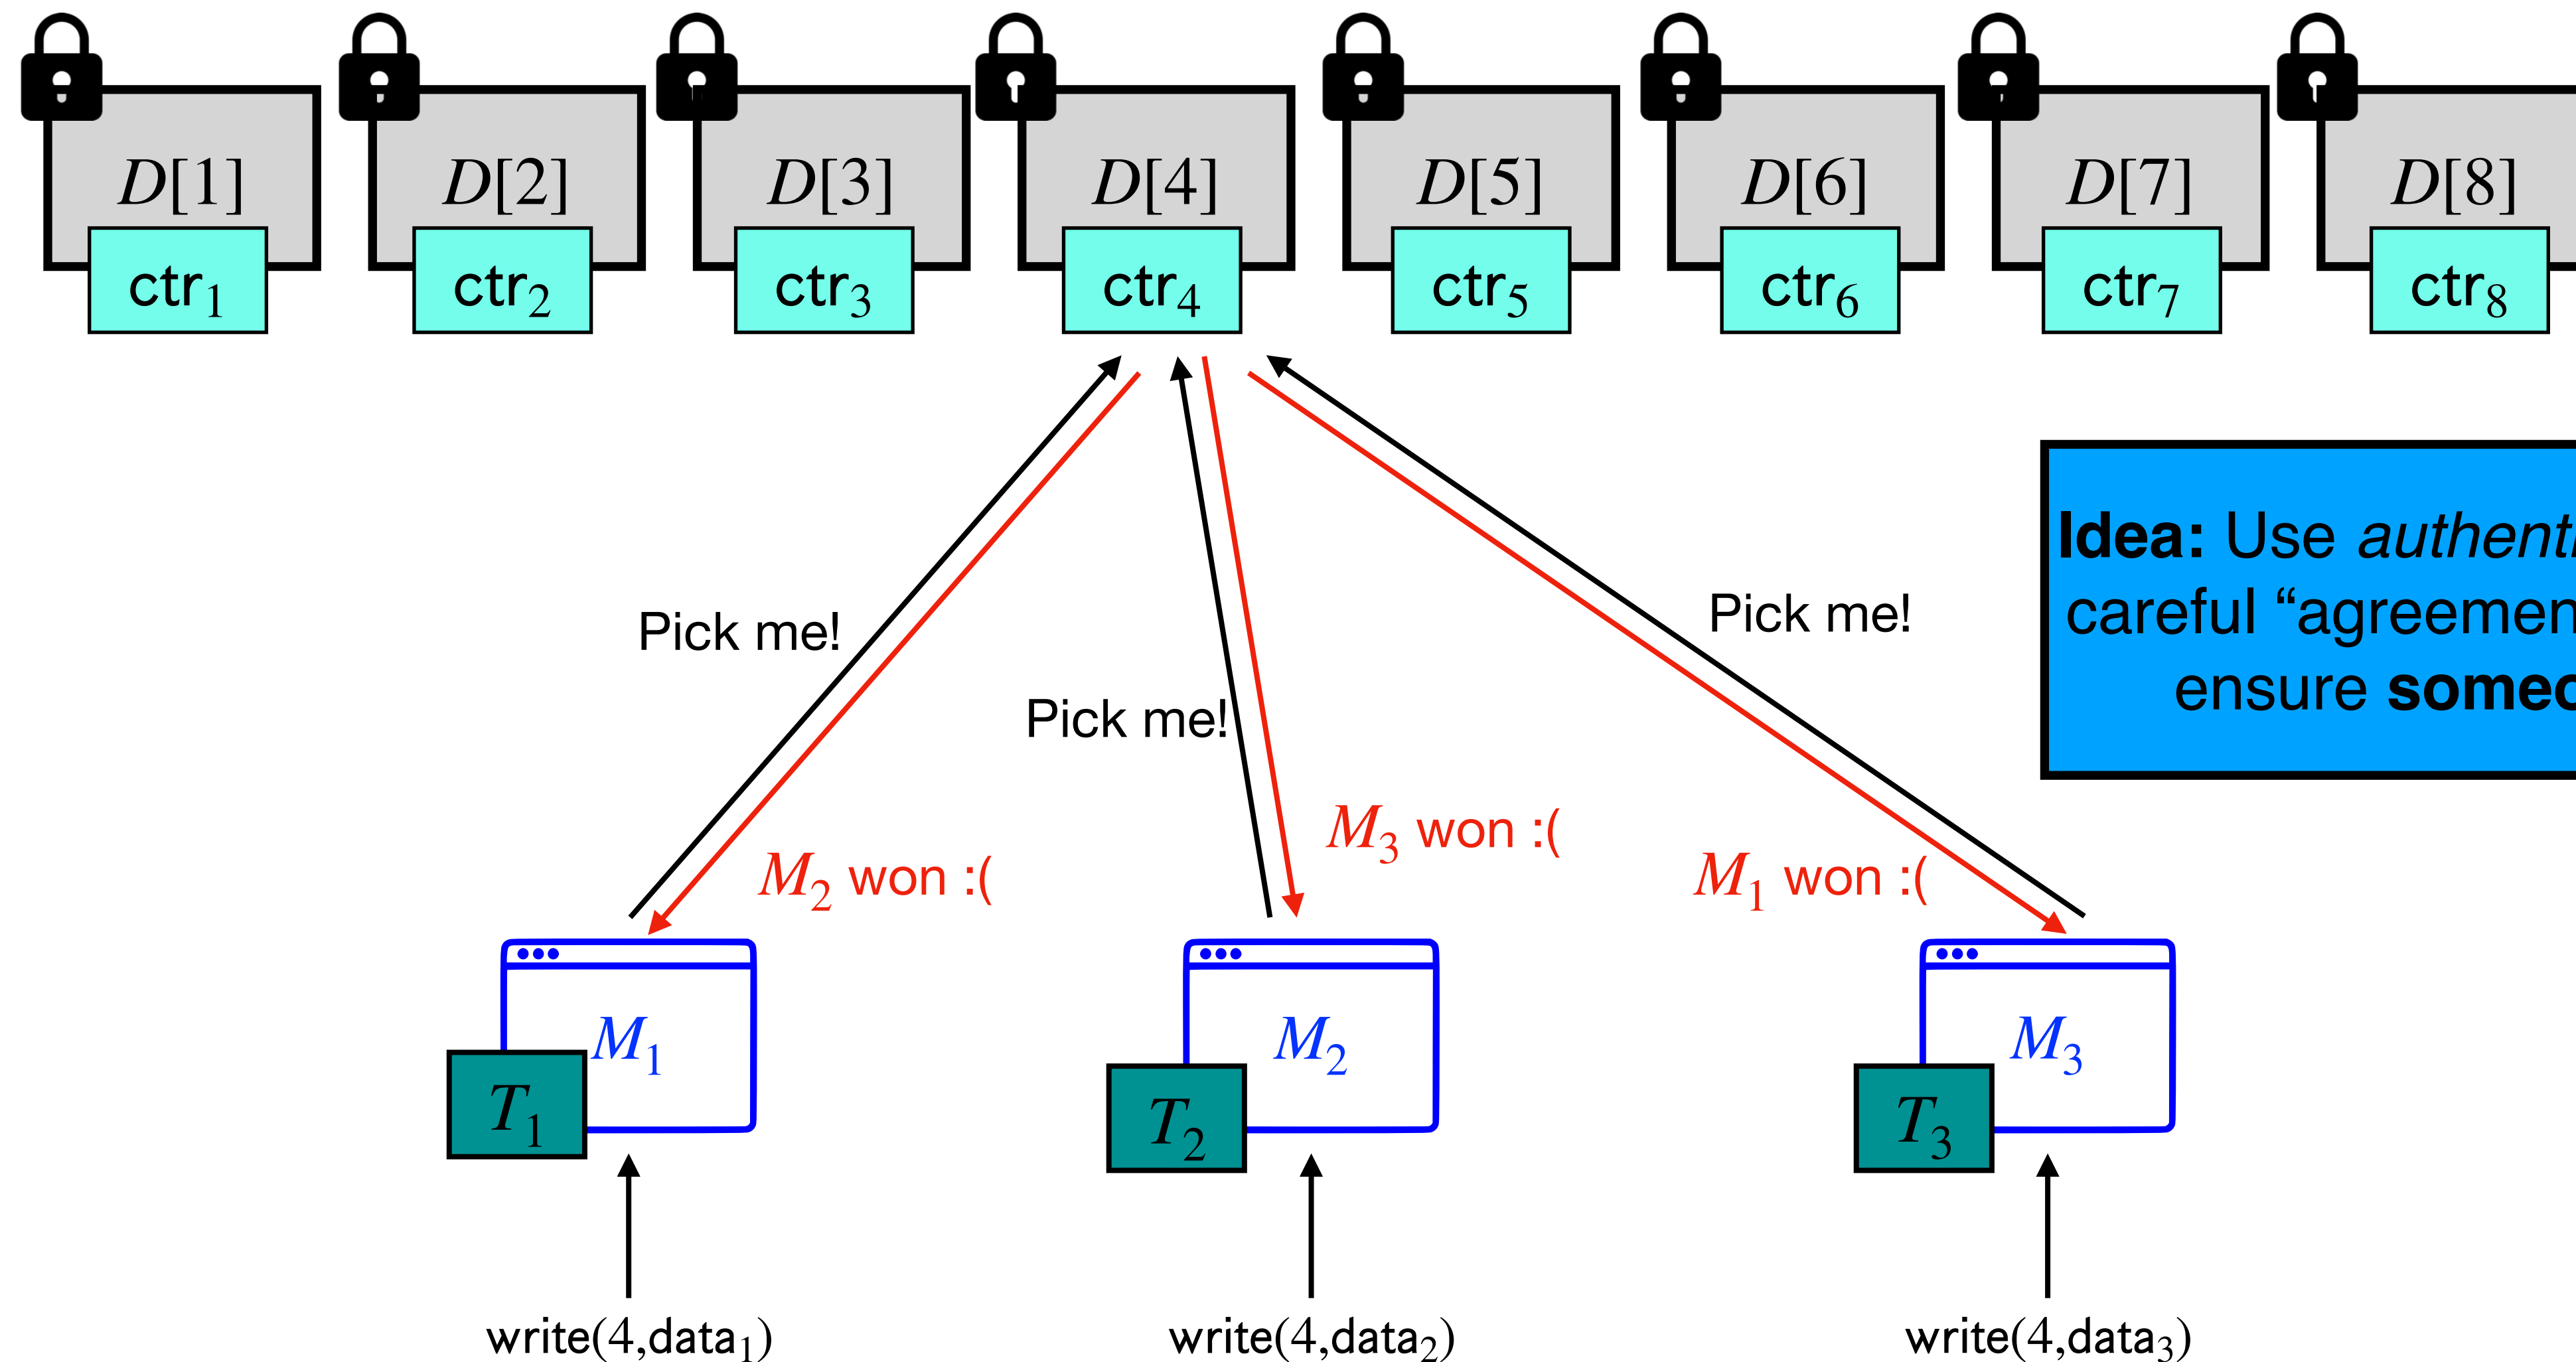 D[1] D[2] D[3] D[4] D[5] D[6] D[7] D[8]
ctr₁ ctr₂ ctr₃ ctr₄ ctr₅ ctr₆ ctr₇ ctr₈
Idea: Use
careful
ensure
Pick me!
Pick me!
Pick me!
M₂ won :(
M₃ won :(
M₁ won :(
M₁ M₂ M₃
T₁ T₂ T₃
write(4,data₁) write(4,data₂) write(4,data₃)